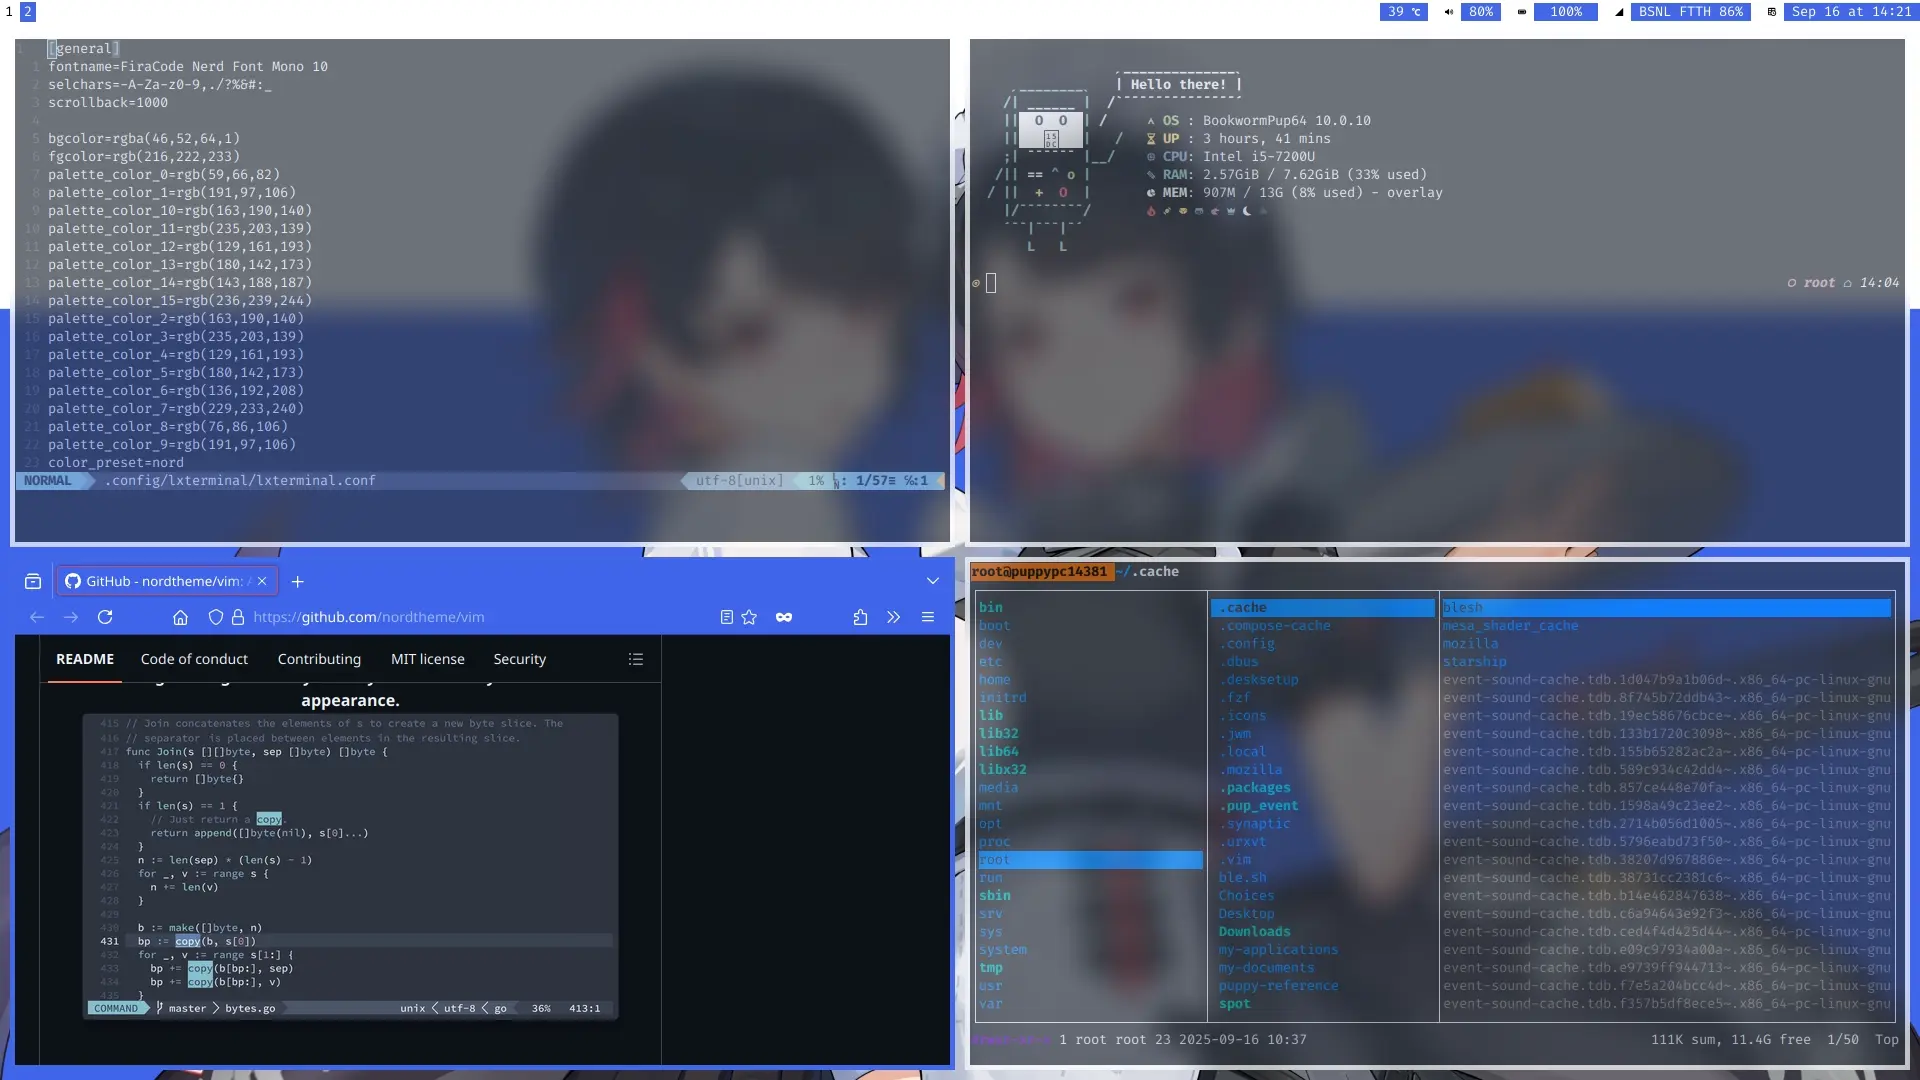 1 2
39 ℃ 80% 100% BSNL FTTH 86% Sep 16 at 14:21
1 [general]
1 fontname=FiraCode Nerd Font Mono 10
2 selchars=-A-Za-z0-9,./?%&#:_
3 scrollback=1000
4
5 bgcolor=rgba(46,52,64,1)
6 fgcolor=rgb(216,222,233)
7 palette_color_0=rgb(59,66,82)
8 palette_color_1=rgb(191,97,106)
9 palette_color_10=rgb(163,190,140)
10 palette_color_11=rgb(235,203,139)
11 palette_color_12=rgb(129,161,193)
12 palette_color_13=rgb(180,142,173)
13 palette_color_14=rgb(143,188,187)
14 palette_color_15=rgb(236,239,244)
15 palette_color_2=rgb(163,190,140)
16 palette_color_3=rgb(235,203,139)
17 palette_color_4=rgb(129,161,193)
18 palette_color_5=rgb(180,142,173)
19 palette_color_6=rgb(136,192,208)
20 palette_color_7=rgb(229,233,240)
21 palette_color_8=rgb(76,86,106)
22 palette_color_9=rgb(191,97,106)
23 color_preset=nord
NORMAL .config/lxterminal/lxterminal.conf utf-8[unix] 1% : 1/57≡ ℅:1
Hello there!
OS : BookwormPup64 10.0.10
UP : 3 hours, 41 mins
CPU: Intel i5-7200U
RAM: 2.57GiB / 7.62GiB (33% used)
MEM: 907M / 13G (8% used) - overlay
root 14:04
GitHub - nordtheme/vim:
https://github.com/nordtheme/vim
README Code of conduct Contributing MIT license Security
appearance.
415 // Join concatenates the elements of s to create a new byte slice. The
416 // separator is placed between elements in the resulting slice.
417 func Join(s [][]byte, sep []byte) []byte {
418 if len(s) == 0 {
419 return []byte{}
420 }
421 if len(s) == 1 {
422 // Just return a copy.
423 return append([]byte(nil), s[0]...)
424 }
425 n := len(sep) * (len(s) - 1)
426 for _, v := range s {
427 n += len(v)
428 }
429
430 b := make([]byte, n)
431 bp := copy(b, s[0])
432 for _, v := range s[1:] {
433 bp += copy(b[bp:], sep)
434 bp += copy(b[bp:], v)
435 }
COMMAND master bytes.go unix utf-8 go 36% 413:1
root@puppypc14381 ~/.cache
bin
boot
dev
etc
home
initrd
lib
lib32
lib64
libx32
media
mnt
opt
proc
root
run
sbin
srv
sys
system
tmp
usr
var
.cache
.compose-cache
.config
.dbus
.desksetup
.fzf
.icons
.jwm
.local
.mozilla
.packages
.pup_event
.synaptic
.urxvt
.vim
ble.sh
Choices
Desktop
Downloads
my-applications
my-documents
puppy-reference
spot
blesh
mesa_shader_cache
mozilla
starship
event-sound-cache.tdb.1d047b9a1b06d~.x86_64-pc-linux-gnu
event-sound-cache.tdb.8f745b72ddb43~.x86_64-pc-linux-gnu
event-sound-cache.tdb.19ec58676cbce~.x86_64-pc-linux-gnu
event-sound-cache.tdb.133b1720c3098~.x86_64-pc-linux-gnu
event-sound-cache.tdb.155b65282ac2a~.x86_64-pc-linux-gnu
event-sound-cache.tdb.589c934c42dd4~.x86_64-pc-linux-gnu
event-sound-cache.tdb.857ce448e70fa~.x86_64-pc-linux-gnu
event-sound-cache.tdb.1598a49c23ee2~.x86_64-pc-linux-gnu
event-sound-cache.tdb.2714b056d1005~.x86_64-pc-linux-gnu
event-sound-cache.tdb.5796eabd73f50~.x86_64-pc-linux-gnu
event-sound-cache.tdb.38207d967886e~.x86_64-pc-linux-gnu
event-sound-cache.tdb.38731cc2381c6~.x86_64-pc-linux-gnu
event-sound-cache.tdb.b14e462847638~.x86_64-pc-linux-gnu
event-sound-cache.tdb.c6a94643e92f3~.x86_64-pc-linux-gnu
event-sound-cache.tdb.ced4f4d425d44~.x86_64-pc-linux-gnu
event-sound-cache.tdb.e09c97934a00a~.x86_64-pc-linux-gnu
event-sound-cache.tdb.e9739ff944713~.x86_64-pc-linux-gnu
event-sound-cache.tdb.f7e5a204bcc4d~.x86_64-pc-linux-gnu
event-sound-cache.tdb.f357b5df8ece5~.x86_64-pc-linux-gnu
1 root root 23 2025-09-16 10:37 111K sum, 11.4G free 1/50 Top